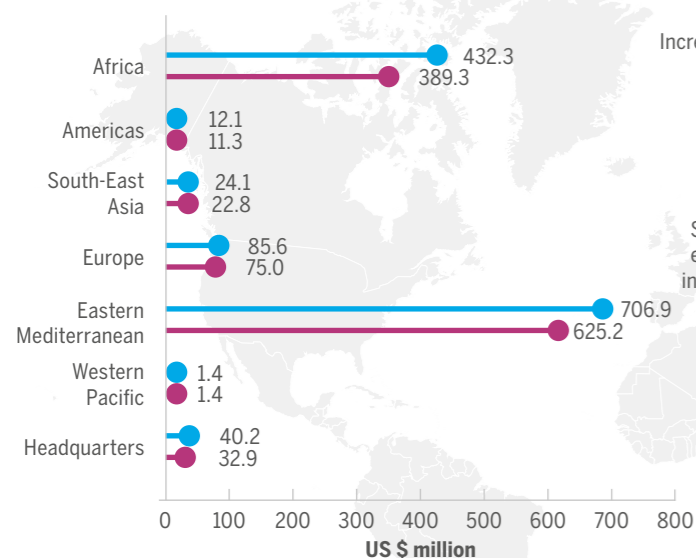 Incre
Africa
432.3
389.3
Americas
12.1
11.3
South-East
Asia
24.1
22.8
S
e
in
Europe
85.6
75.0
Eastern
Mediterranean
706.9
625.2
Western
Pacific
1.4
1.4
Headquarters
40.2
32.9
0 100 200 300 400 500 600 700 800
US $ million